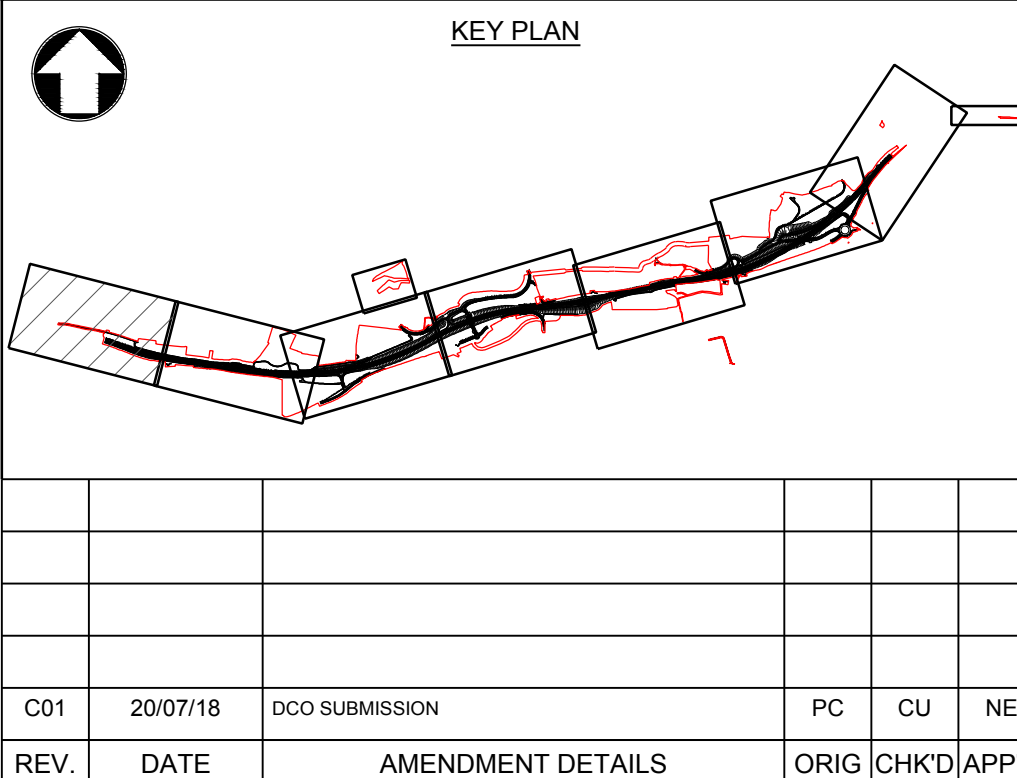 KEY PLAN
C01 20/07/18 DCO SUBMISSION PC CU NE
REV. DATE AMENDMENT DETAILS ORIG CHK'D APP